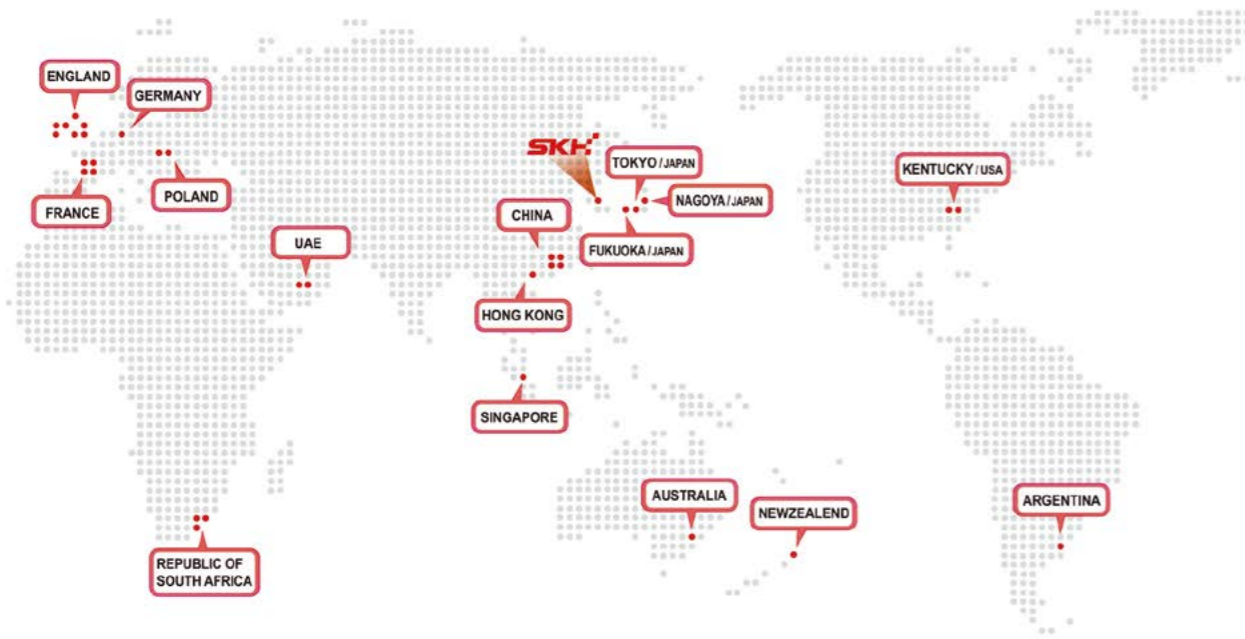 ENGLAND
GERMANY
SKH
TOKYO / JAPAN
KENTUCKY / USA
POLAND
FRANCE
NAGOYA / JAPAN
CHINA
UAE
FUKUOKA / JAPAN
HONG KONG
SINGAPORE
AUSTRALIA
ARGENTINA
NEWZEALEND
REPUBLIC OF
SOUTH AFRICA